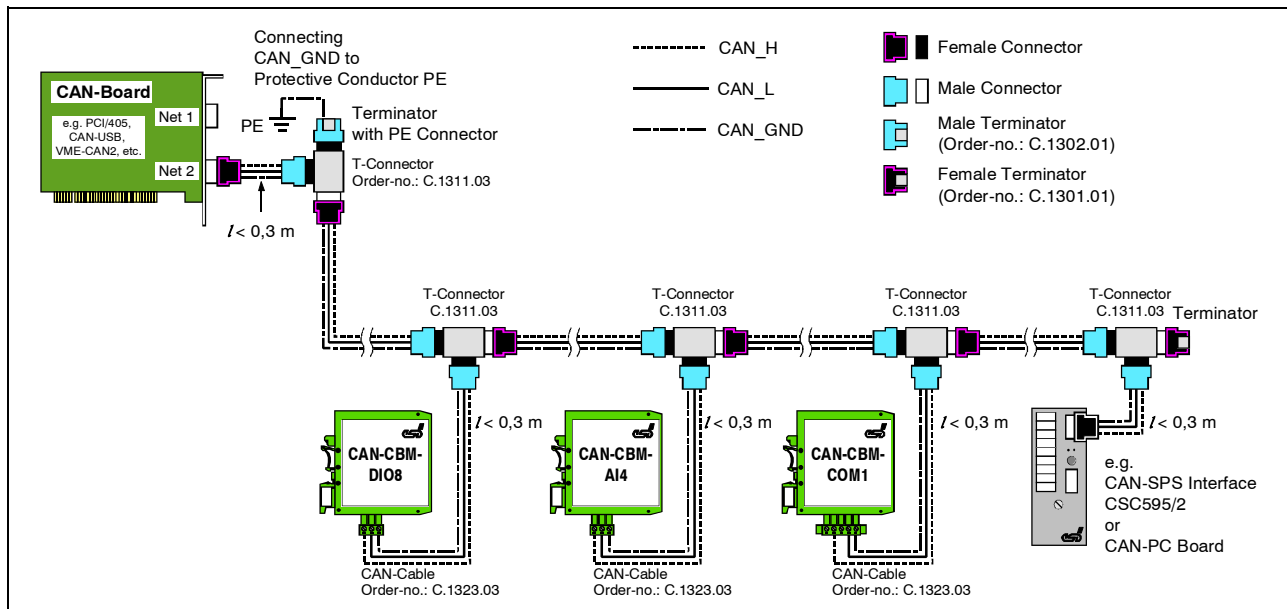 Connecting
CAN_GND to
Protective Conductor PE
CAN-Board
e.g. PCI/405,
CAN-USB,
VME-CAN2, etc.
Net 1
Net 2
PE
Terminator
with PE Connector
T-Connector
Order-no.: C.1311.03
l < 0,3 m
CAN_H
CAN_L
CAN_GND
Female Connector
Male Connector
Male Terminator
(Order-no.: C.1302.01)
Female Terminator
(Order-no.: C.1301.01)
T-Connector
C.1311.03
T-Connector
C.1311.03
T-Connector
C.1311.03
T-Connector
C.1311.03
Terminator
esd
CAN-CBM-
DIO8
l < 0,3 m
CAN-Cable
Order-no.: C.1323.03
esd
CAN-CBM-
AI4
l < 0,3 m
CAN-Cable
Order-no.: C.1323.03
esd
CAN-CBM-
COM1
l < 0,3 m
CAN-Cable
Order-no.: C.1323.03
l < 0,3 m
esd
e.g.
CAN-SPS Interface
CSC595/2
or
CAN-PC Board